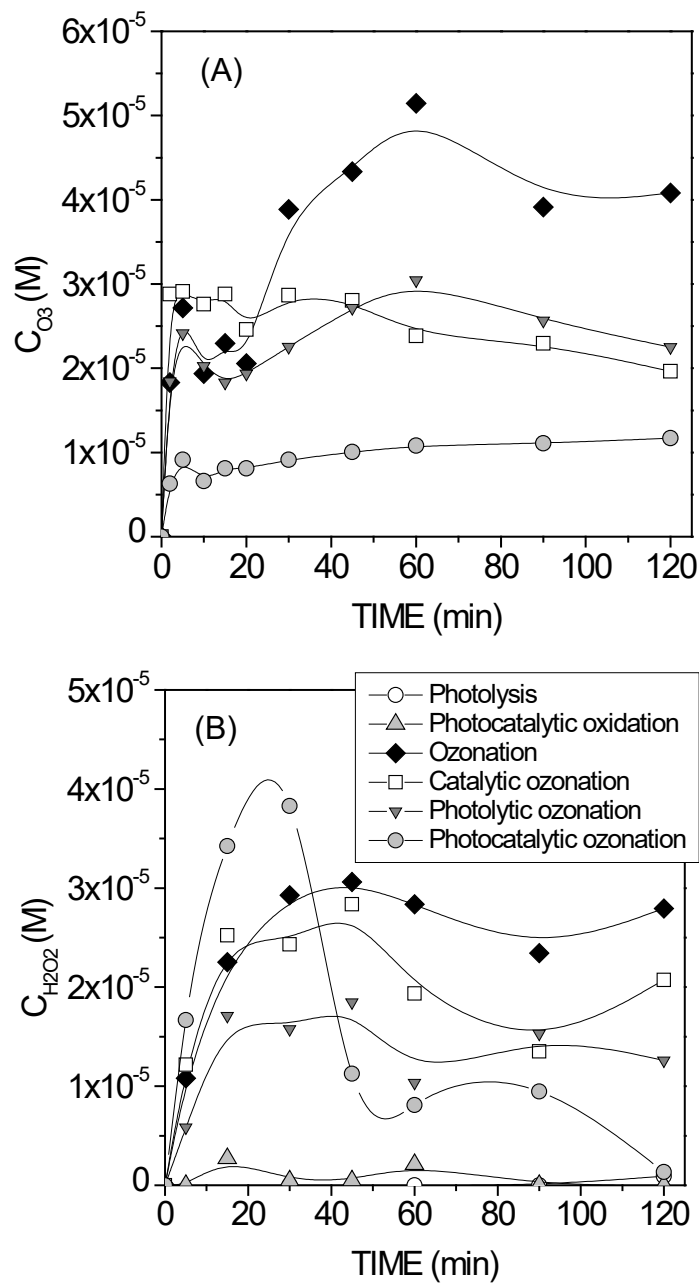 6x10-5
(A)
5x10-5
4x10-5
3x10-5
2x10-5
1x10-5
0
CO3 (M)
0 20 40 60 80 100 120
TIME (min)
5x10-5
(B)
4x10-5
3x10-5
2x10-5
1x10-5
0
CH2O2 (M)
Photolysis
Photocatalytic oxidation
Ozonation
Catalytic ozonation
Photolytic ozonation
Photocatalytic ozonation
0 20 40 60 80 100 120
TIME (min)